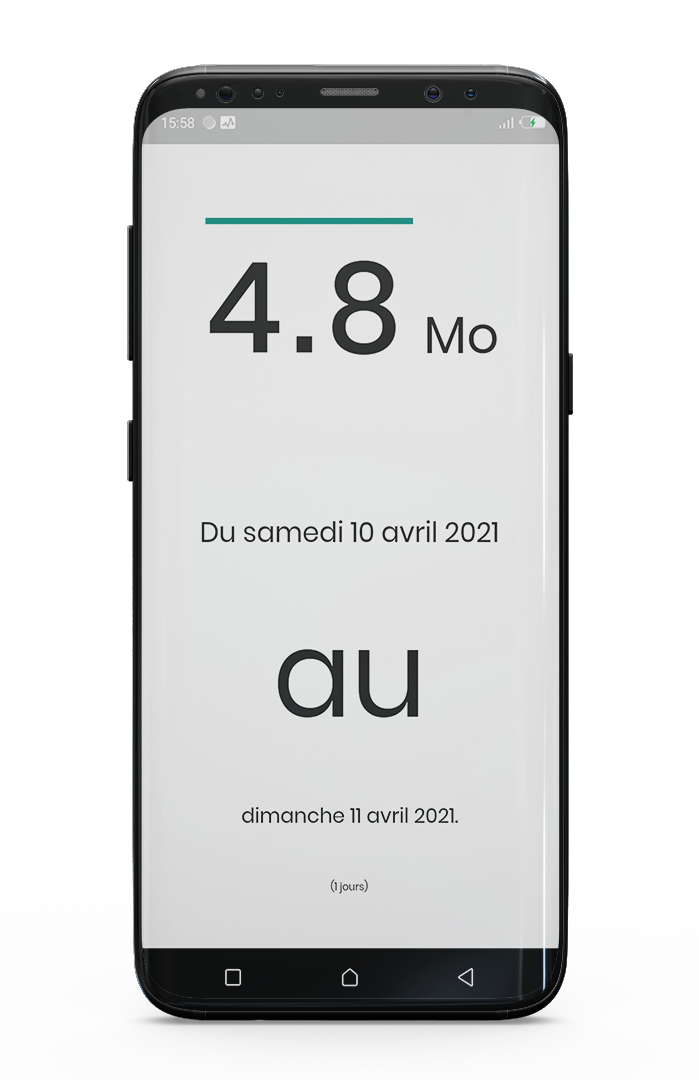 15:58
4.8 Mo
Du samedi 10 avril 2021
au
dimanche 11 avril 2021.
(1 jours)